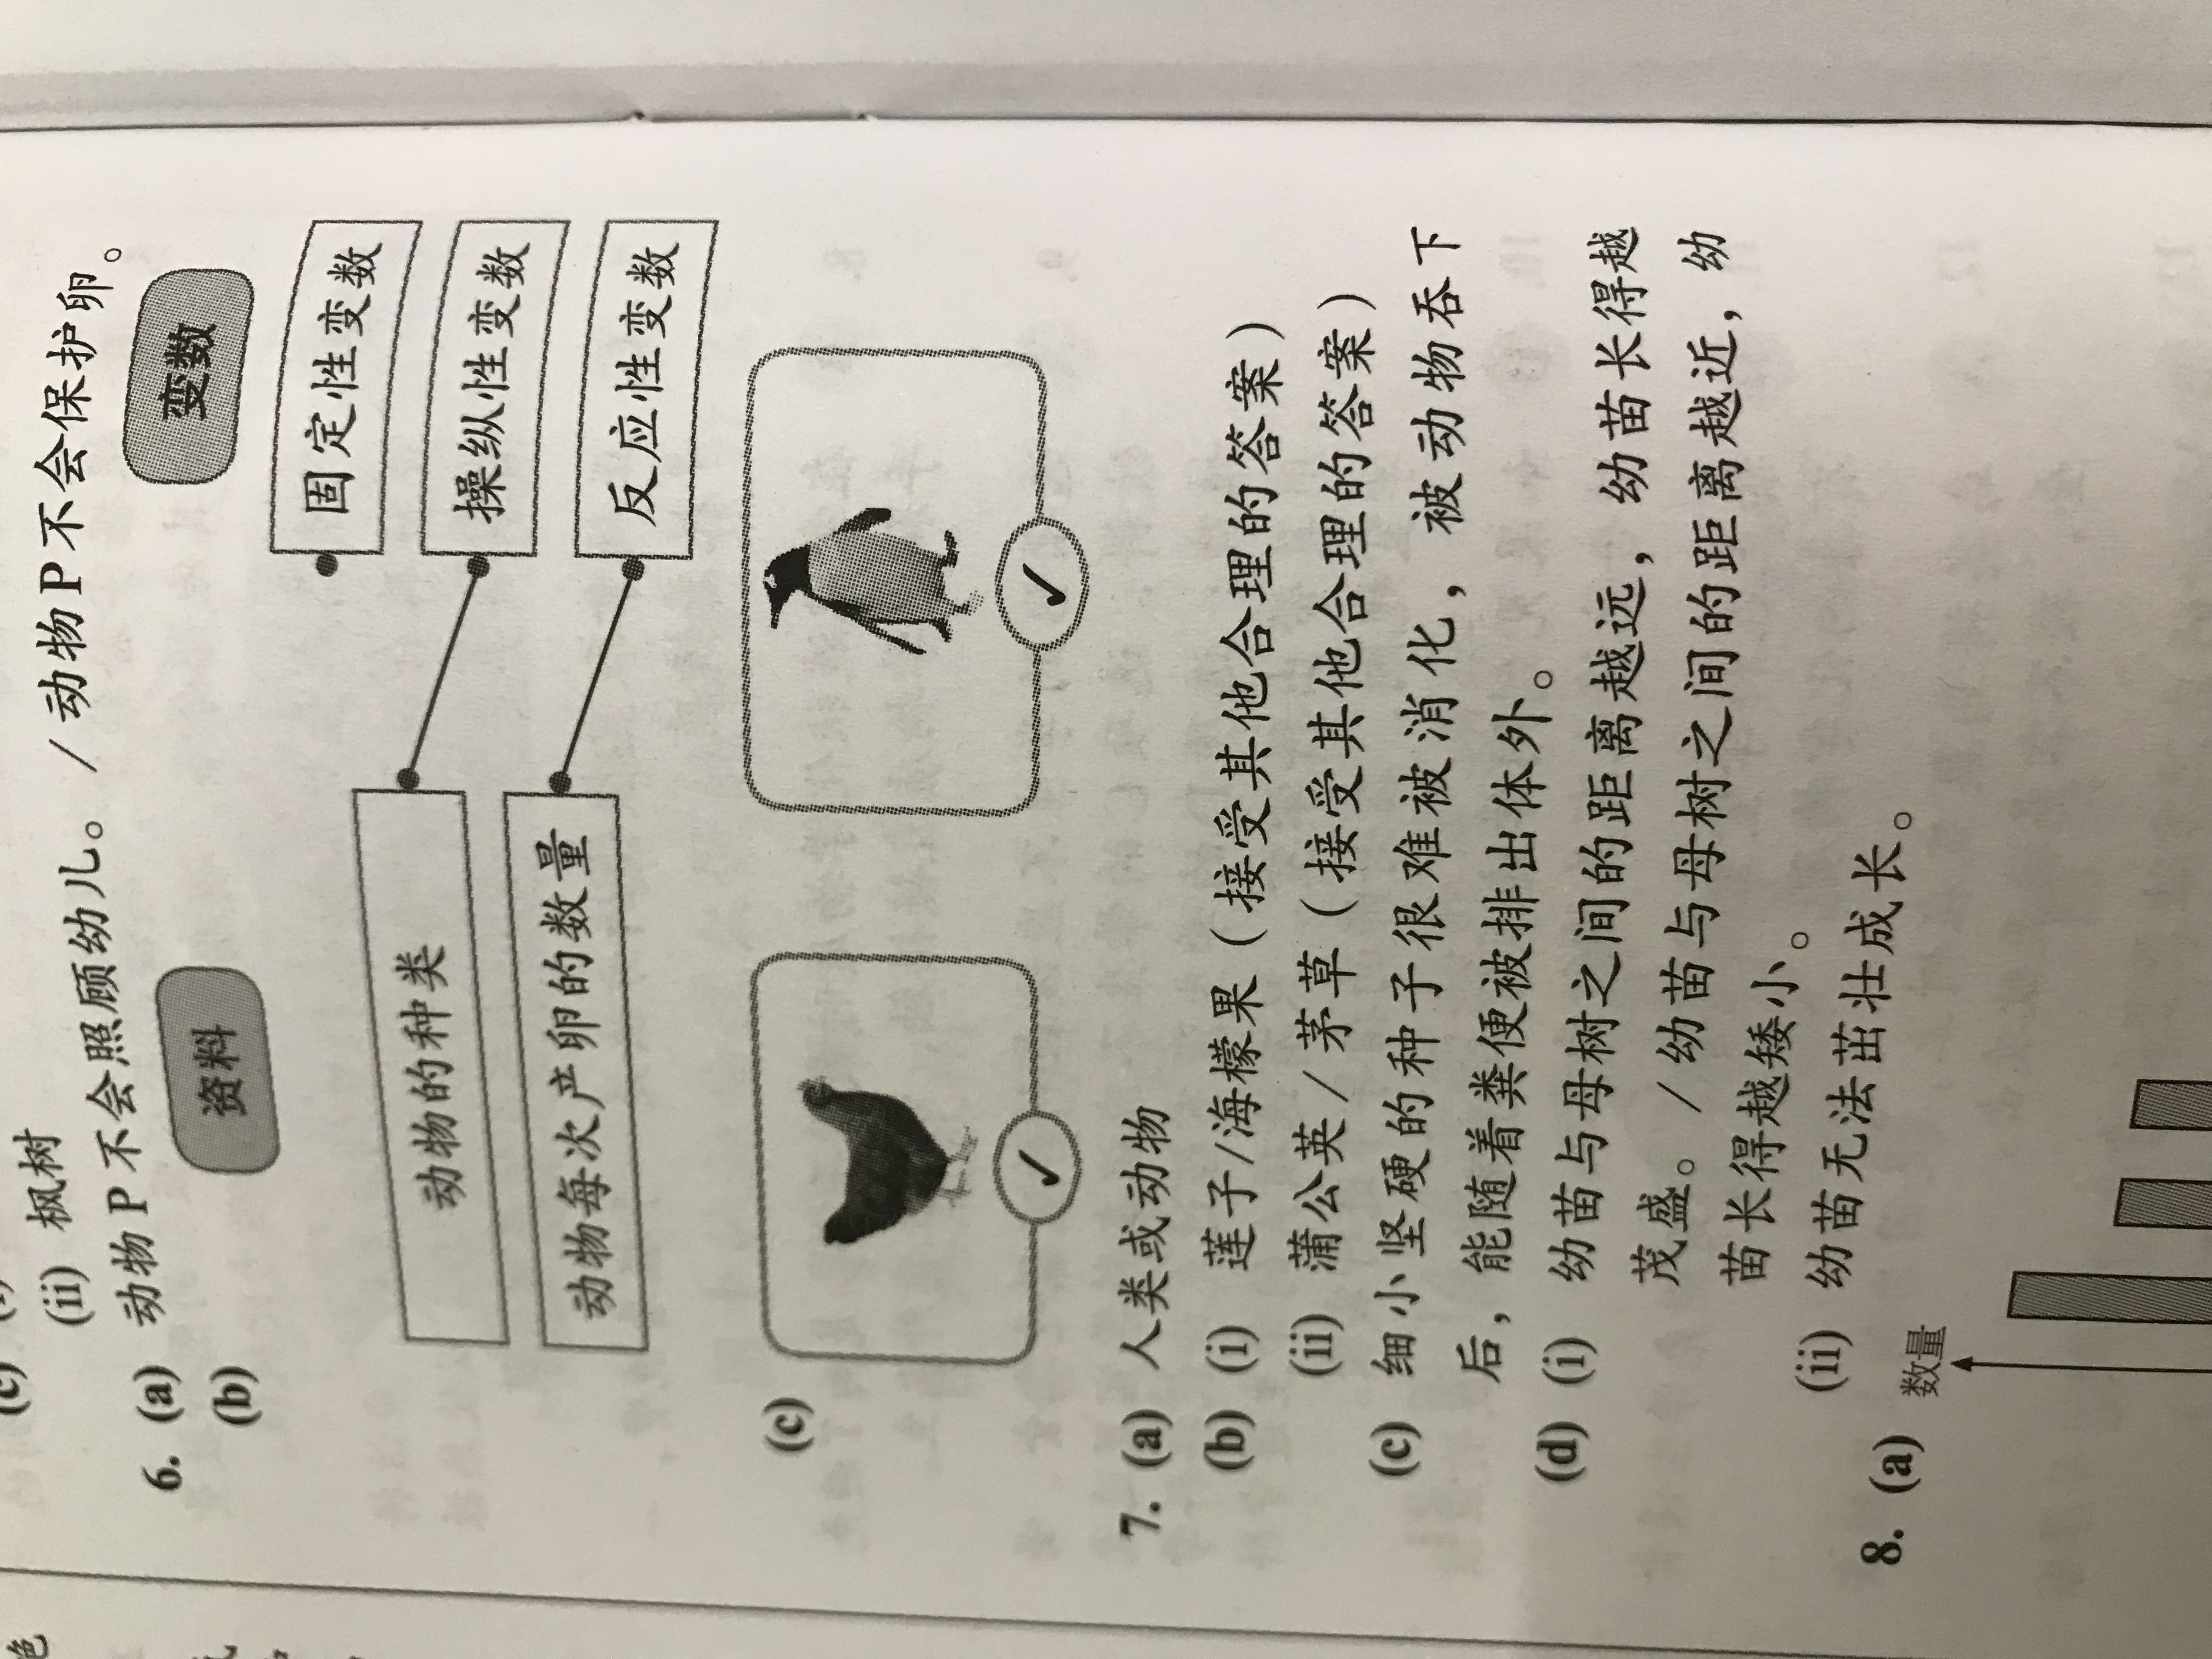 (ii) 枫树
6. (a) 动物 P 不会照顾幼儿。/ 动物 P 不会保护卵。
(b) 资料 变数
固定性变数
动物的种类
操纵性变数
动物每次产卵的数量
反应性变数
(c)
✓ ✓
7. (a) 人类或动物
(b) (i) 莲子/海檬果（接受其他合理的答案）
(ii) 蒲公英 / 茅草（接受其他合理的答案）
(c) 细小坚硬的种子很难被消化，被动物吞下
后，能随着粪便被排出体外。
(d) (i) 幼苗与母树之间的距离越远，幼苗长得越
茂盛。/ 幼苗与母树之间的距离越近，幼
苗长得越矮小。
(ii) 幼苗无法茁壮成长。
8. (a) 数量